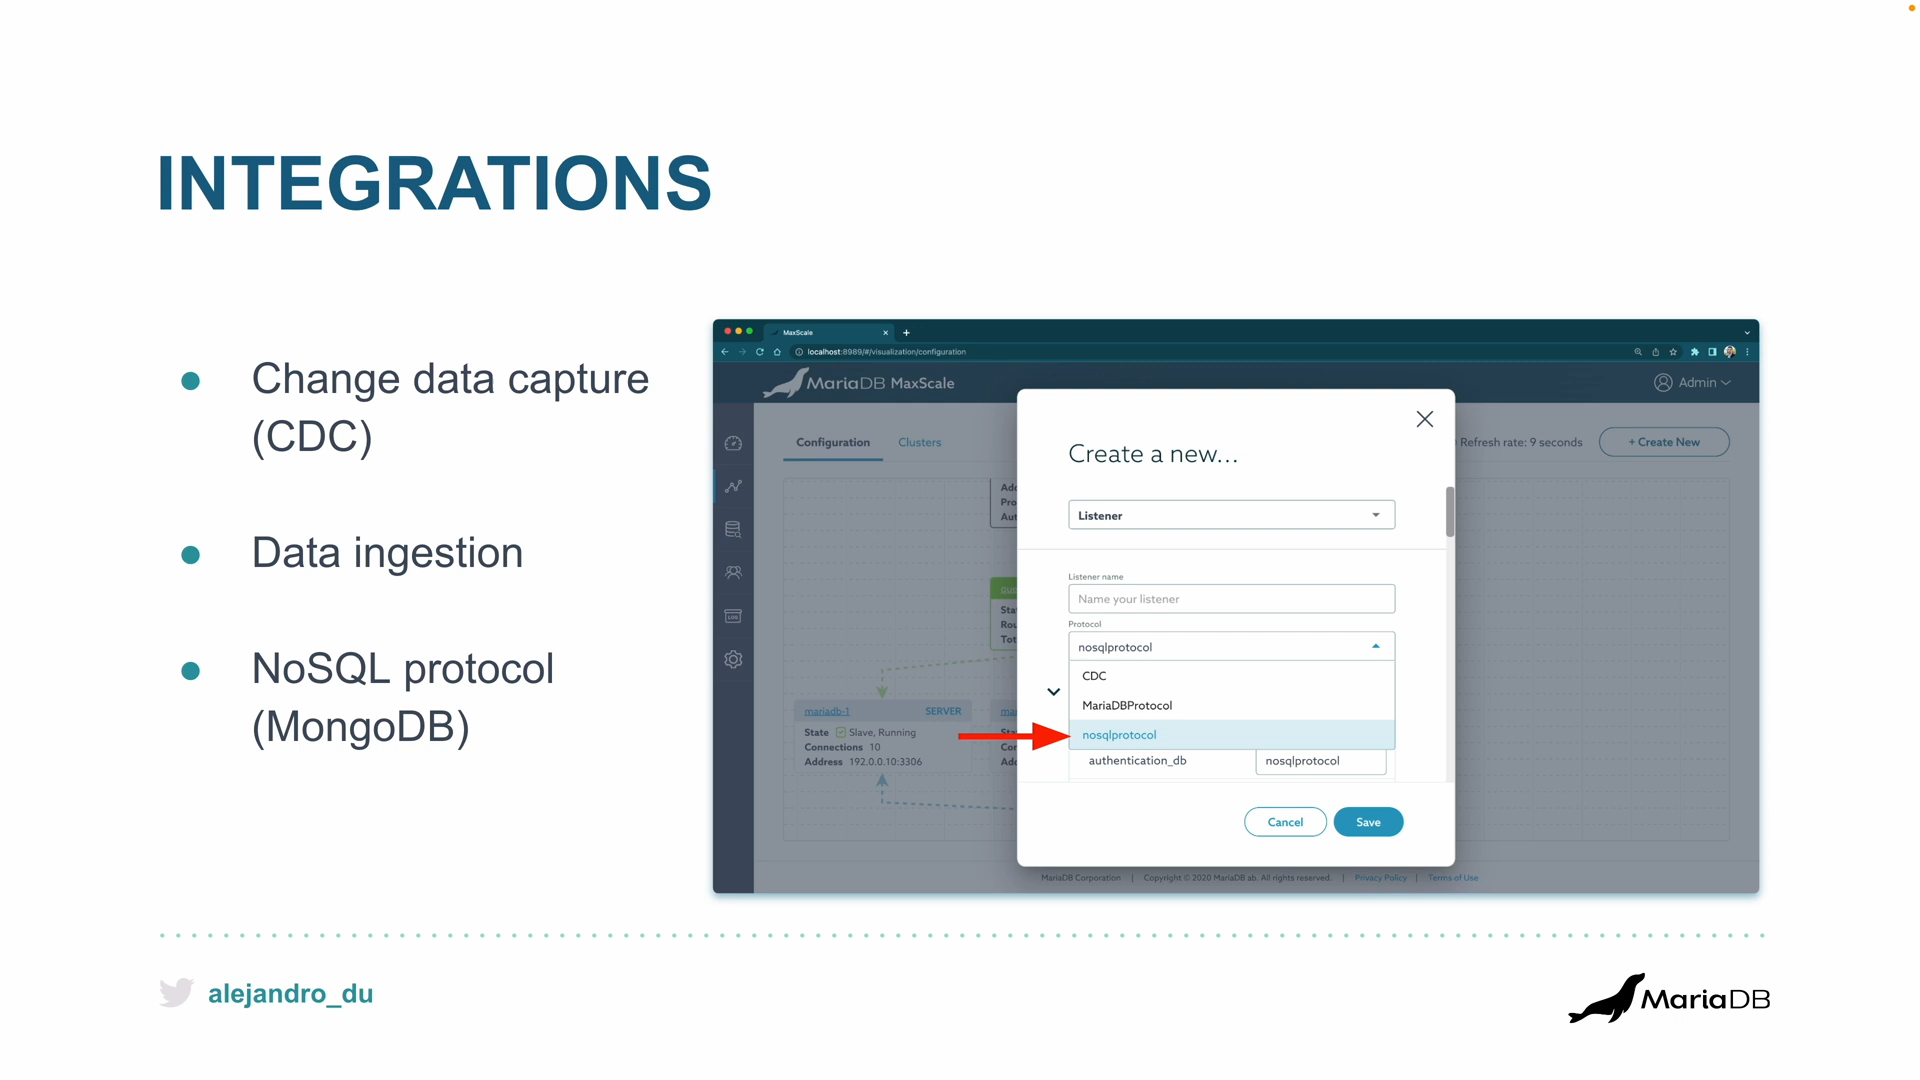 INTEGRATIONS
Change data capture
(CDC)
Data ingestion
NoSQL protocol
(MongoDB)
MaxScale
localhost:8989/#/visualization/configuration
MariaDB MaxScale
Admin
Configuration
Clusters
Refresh rate: 9 seconds
+ Create New
Create a new...
Listener
Listener name
Name your listener
Protocol
nosqlprotocol
CDC
MariaDBProtocol
nosqlprotocol
authentication_db
nosqlprotocol
Cancel
Save
mariadb-1
SERVER
State Slave, Running
Connections 10
Address 192.0.0.10:3306
LOG
MariaDB Corporation | Copyright © 2020 MariaDB ab. All rights reserved. | Privacy Policy | Terms of Use
alejandro_du
MariaDB